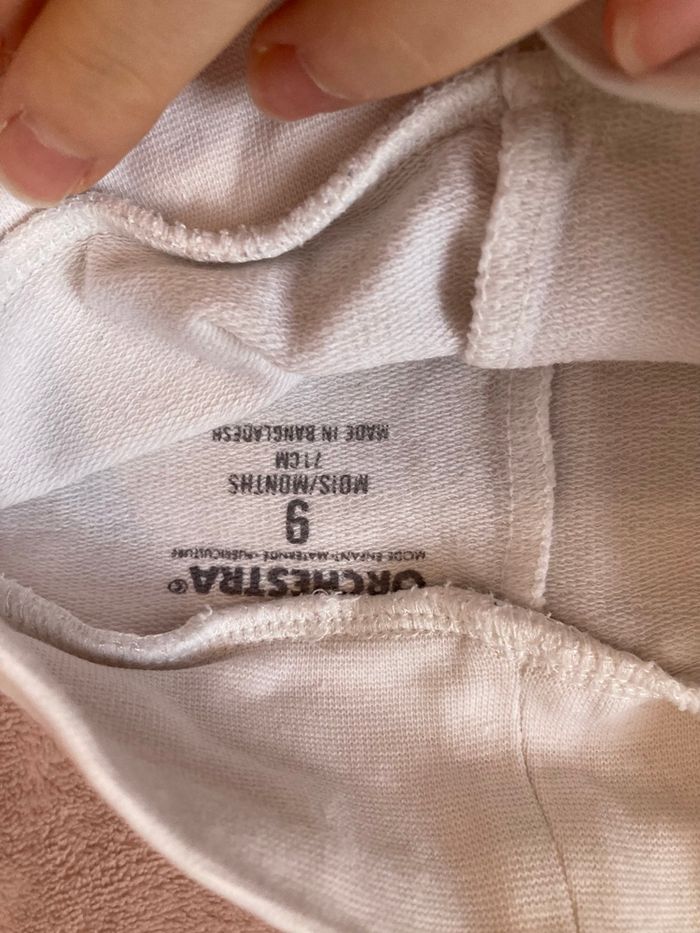 ORCHESTRA®
MODE ENFANT•MATERNITÉ•PUÉRICULTURE
9
MOIS/MONTHS
71CM
MADE IN BANGLADESH